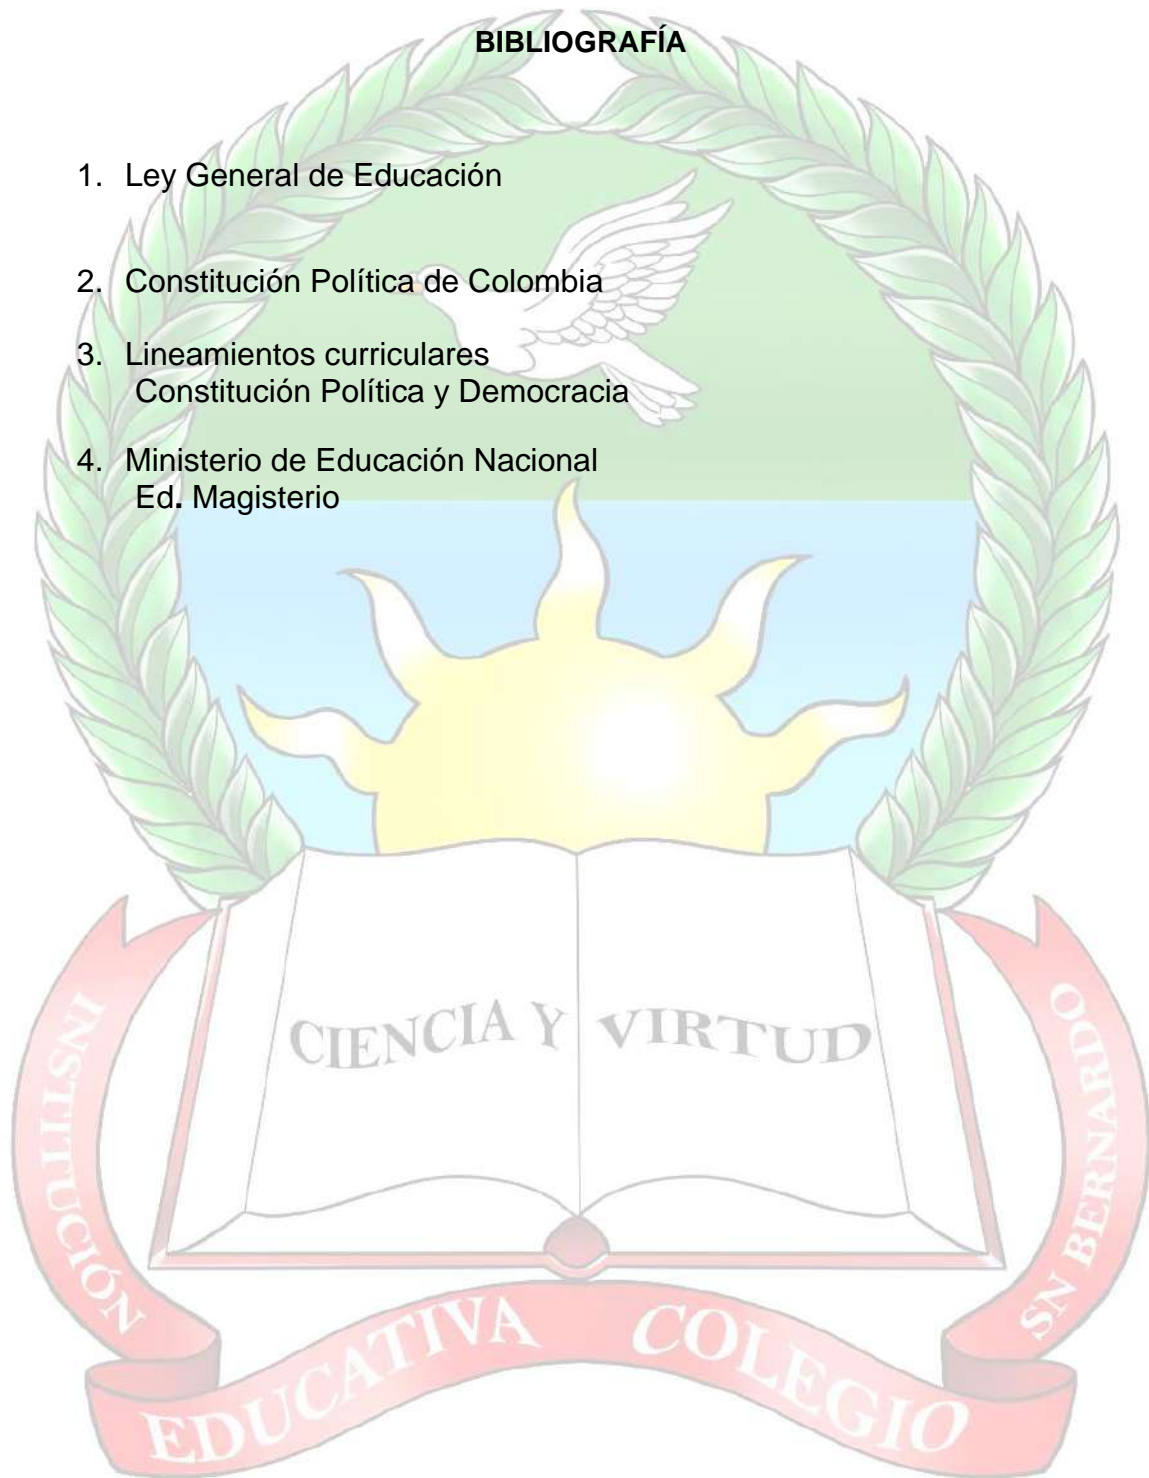 BIBLIOGRAFÍA
1. Ley General de Educación
2. Constitución Política de Colombia
3. Lineamientos curriculares
Constitución Política y Democracia
4. Ministerio de Educación Nacional
Ed. Magisterio
CIENCIA Y VIRTUD
INSTITUCIÓN
EDUCATIVA COLEGIO
SN BERNARDO